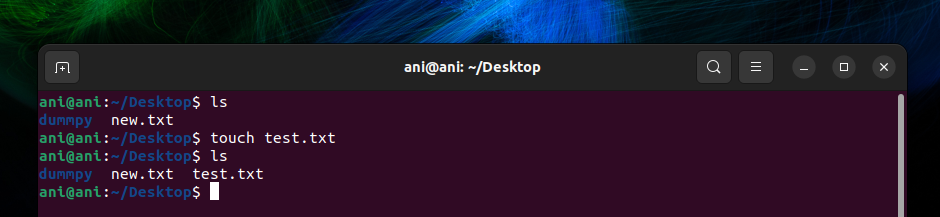 ani@ani: ~/Desktop
ani@ani:~/Desktop$ ls
dummpy  new.txt
ani@ani:~/Desktop$ touch test.txt
ani@ani:~/Desktop$ ls
dummpy  new.txt  test.txt
ani@ani:~/Desktop$